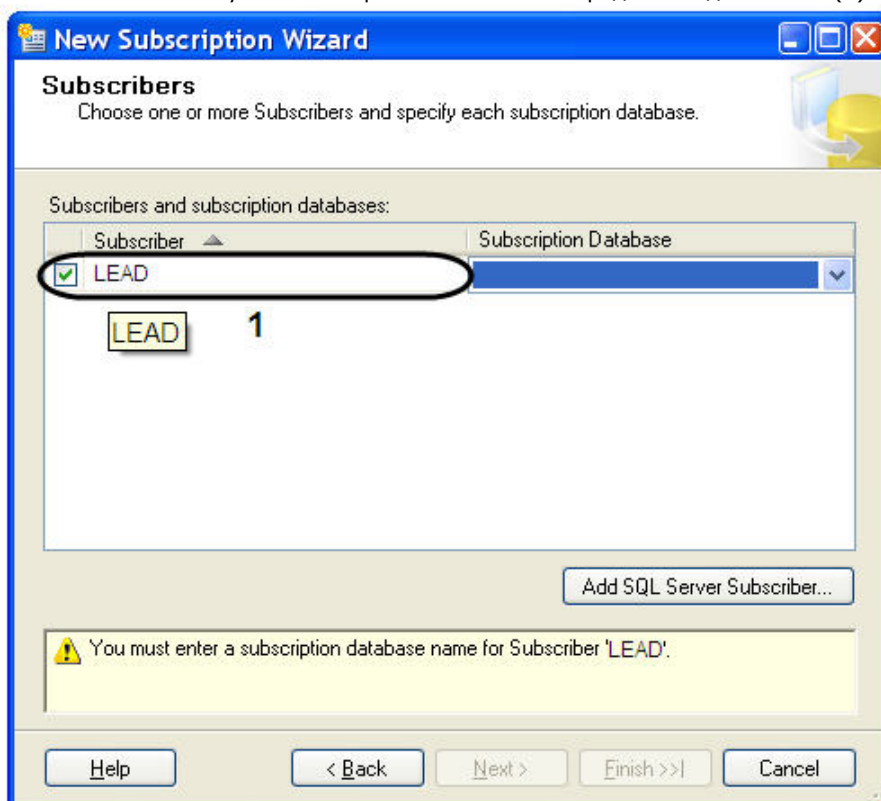 New Subscription Wizard
Subscribers
Choose one or more Subscribers and specify each subscription database.
Subscribers and subscription databases:
Subscriber Subscription Database
LEAD
LEAD 1
Add SQL Server Subscriber...
You must enter a subscription database name for Subscriber 'LEAD'.
Help < Back Next > Finish >>| Cancel